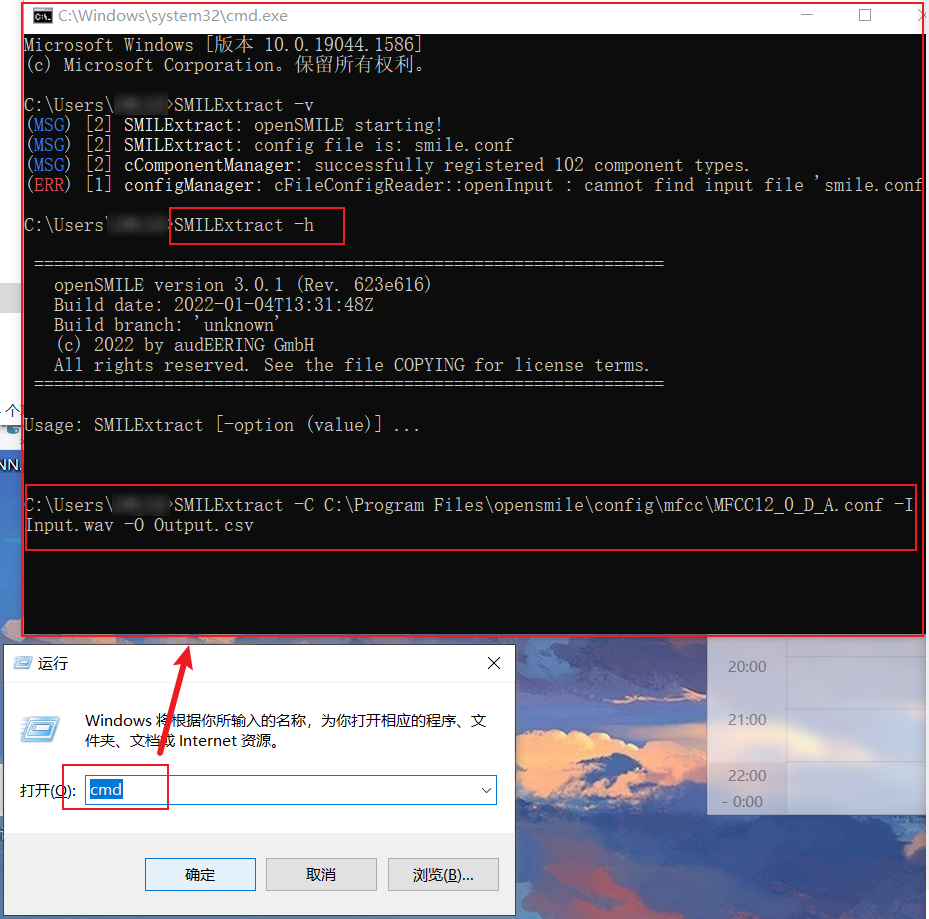 C:\Windows\system32\cmd.exe
Microsoft Windows [版本 10.0.19044.1586]
(c) Microsoft Corporation。保留所有权利。
C:\Users\ >SMILExtract -v
(MSG) [2] SMILExtract: openSMILE starting!
(MSG) [2] SMILExtract: config file is: smile.conf
(MSG) [2] cComponentManager: successfully registered 102 component types.
(ERR) [1] configManager: cFileConfigReader::openInput : cannot find input file 'smile.conf
C:\Users\ >SMILExtract -h
===============================================================
openSMILE version 3.0.1 (Rev. 623e616)
Build date: 2022-01-04T13:31:48Z
Build branch: 'unknown'
(c) 2022 by audEERING GmbH
All rights reserved. See the file COPYING for license terms.
===============================================================
Usage: SMILExtract [-option (value)] ...
C:\Users\ >SMILExtract -C C:\Program Files\opensmile\config\mfcc\MFCC12_0_D_A.conf -I
Input.wav -O Output.csv
个
NN.
运行
Windows 将根据你所输入的名称，为你打开相应的程序、文
件夹、文档或 Internet 资源。
打开(O): cmd
确定 取消 浏览(B)...
20:00
21:00
22:00
- 0:00